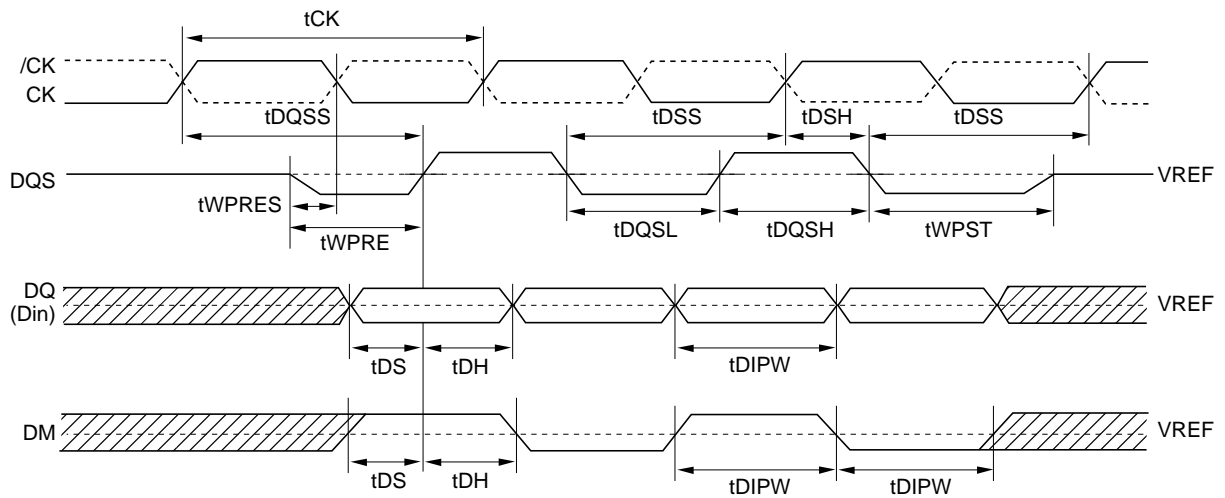 tCK
/CK
CK
tDQSS
tDSS
tDSH
tDSS
DQS
VREF
tWPRES
tDQSL
tDQSH
tWPST
tWPRE
DQ
(Din)
VREF
tDS
tDH
tDIPW
DM
VREF
tDS
tDH
tDIPW
tDIPW